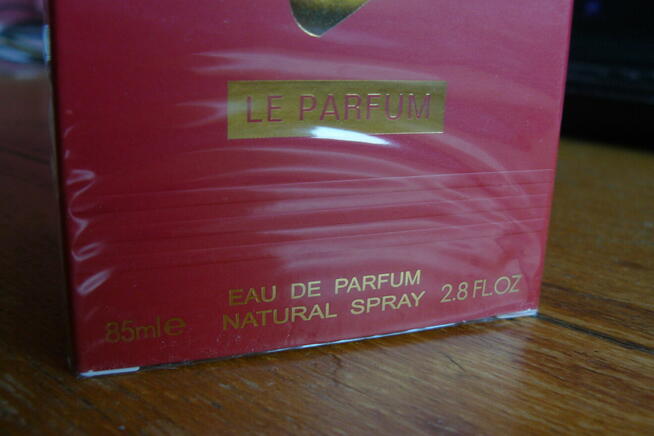 LE PARFUM
EAU DE PARFUM
85ml℮ NATURAL SPRAY 2.8 FL.OZ